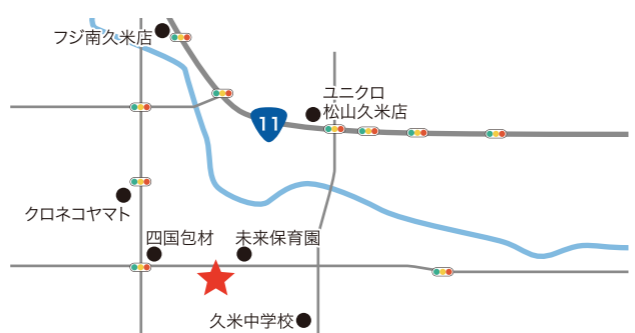 フジ南久米店
ユニクロ
松山久米店
11
クロネコヤマト
四国包材
未来保育園
久米中学校